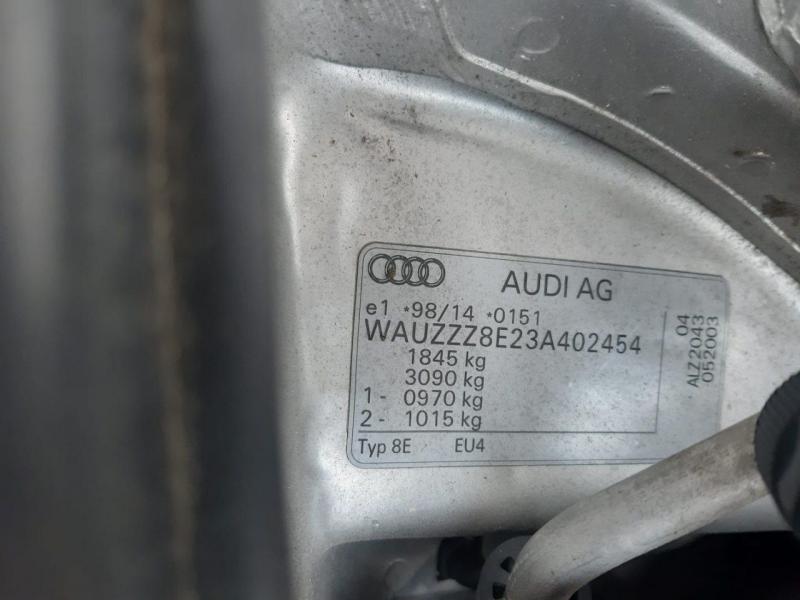 AUDI AG
e1 *98/14 *0151
WAUZZZ8E23A402454
1845 kg
3090 kg
1- 0970 kg
2- 1015 kg
Typ 8E EU4
04
ALZ2043
052003